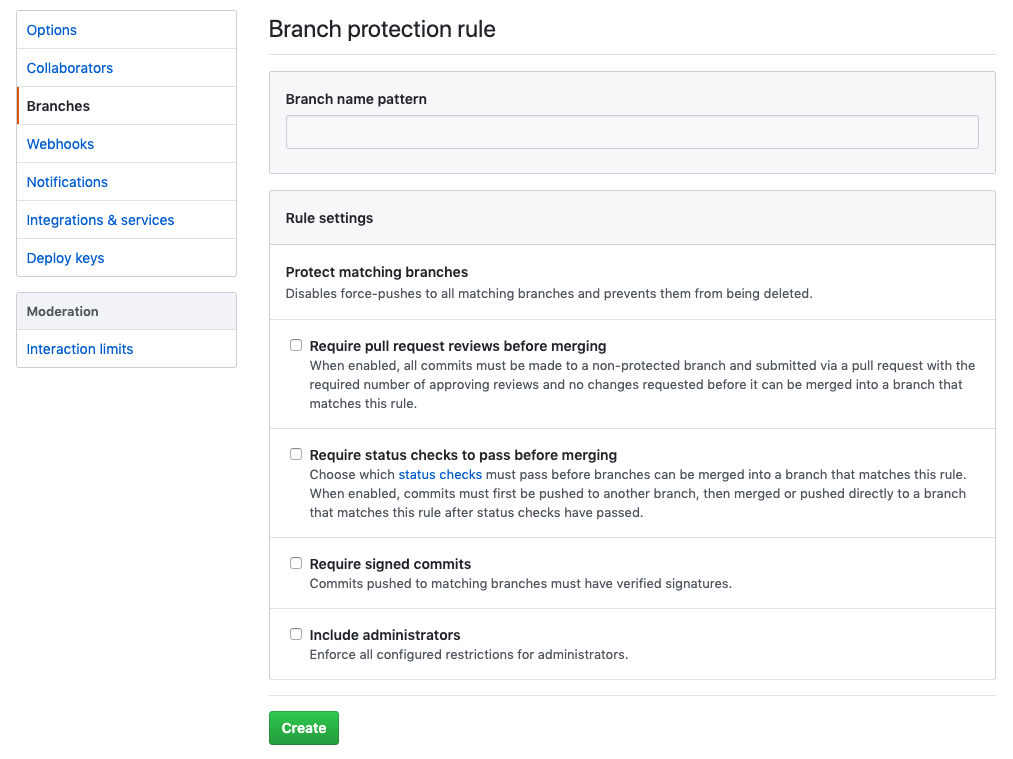 Options
Collaborators
Branches
Webhooks
Notifications
Integrations & services
Deploy keys
Moderation
Interaction limits
Branch protection rule
Branch name pattern
Rule settings
Protect matching branches
Disables force-pushes to all matching branches and prevents them from being deleted.
Require pull request reviews before merging
When enabled, all commits must be made to a non-protected branch and submitted via a pull request with the
required number of approving reviews and no changes requested before it can be merged into a branch that
matches this rule.
Require status checks to pass before merging
Choose which status checks must pass before branches can be merged into a branch that matches this rule.
When enabled, commits must first be pushed to another branch, then merged or pushed directly to a branch
that matches this rule after status checks have passed.
Require signed commits
Commits pushed to matching branches must have verified signatures.
Include administrators
Enforce all configured restrictions for administrators.
Create